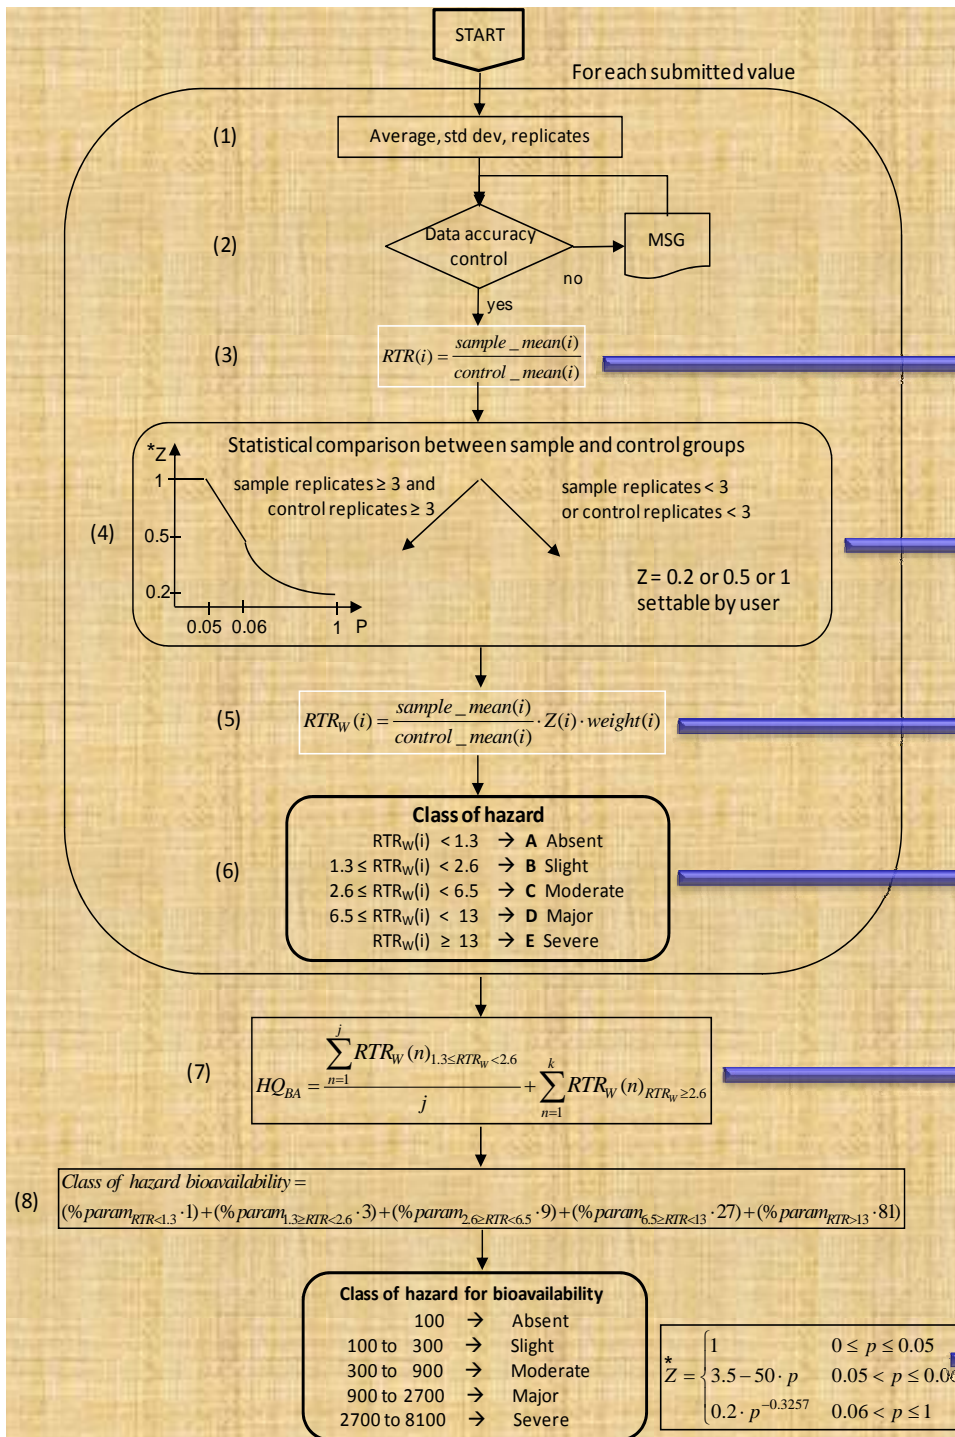 START
For each submitted value
(1)
Average, std dev, replicates
(2)
Data accuracy
control
MSG
no
yes
(3)
RTR(i) = sample_mean(i) / control_mean(i)
(4)
Statistical comparison between sample and control groups
*Z
1
0.5
0.2
0.05 0.06 1 P
sample replicates ≥ 3 and
control replicates ≥ 3
sample replicates < 3
or control replicates < 3
Z = 0.2 or 0.5 or 1
settable by user
(5)
RTR_W(i) = sample_mean(i) / control_mean(i) · Z(i) · weight(i)
(6)
Class of hazard
RTR_W(i) < 1.3 → A Absent
1.3 ≤ RTR_W(i) < 2.6 → B Slight
2.6 ≤ RTR_W(i) < 6.5 → C Moderate
6.5 ≤ RTR_W(i) < 13 → D Major
RTR_W(i) ≥ 13 → E Severe
(7)
HQ_BA = ∑_{n=1}^{j} RTR_W(n)_{1.3≤RTR_W<2.6} / j + ∑_{n=1}^{k} RTR_W(n)_{RTR_W≥2.6}
(8)
Class of hazard bioavailability =
(%param_{RTR<1.3}·1)+(%param_{1.3≥RTR<2.6}·3)+(%param_{2.6≥RTR<6.5}·9)+(%param_{6.5≥RTR<13}·27)+(%param_{RTR>13}·81)
Class of hazard for bioavailability
100 → Absent
100 to 300 → Slight
300 to 900 → Moderate
900 to 2700 → Major
2700 to 8100 → Severe
*Z = { 1 0 ≤ p ≤ 0.05
3.5 − 50 · p 0.05 < p ≤ 0.06
0.2 · p^{−0.3257} 0.06 < p ≤ 1